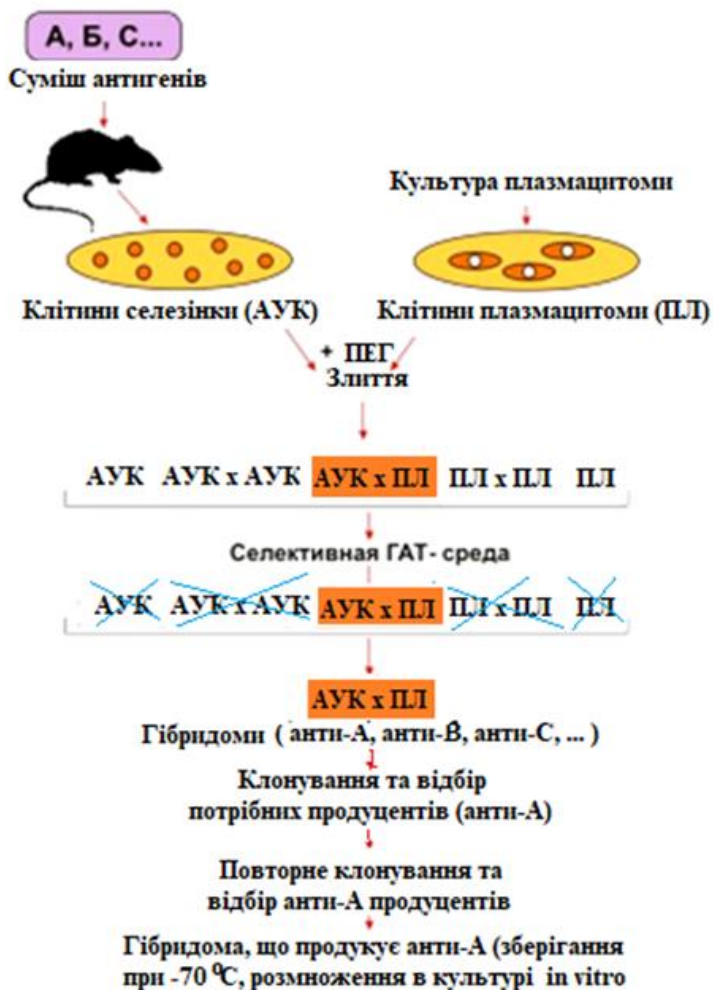 А, Б, С...
Суміш антигенів
Культура плазмацитоми
Клітини селезінки (АУК)
Клітини плазмацитоми (ПЛ)
+ ПЕГ
Злиття
АУК АУК х АУК АУК х ПЛ ПЛ х ПЛ ПЛ
Селективная ГАТ- среда
АУК АУК х АУК АУК х ПЛ ПЛ х ПЛ ПЛ
АУК х ПЛ
Гібридоми ( анти-А, анти-В, анти-С, ... )
Клонування та відбір
потрібних продуцентів (анти-А)
Повторне клонування та
відбір анти-А продуцентів
Гібридома, що продукує анти-А (зберігання
при -70 ⁰С, розмноження в культурі in vitro